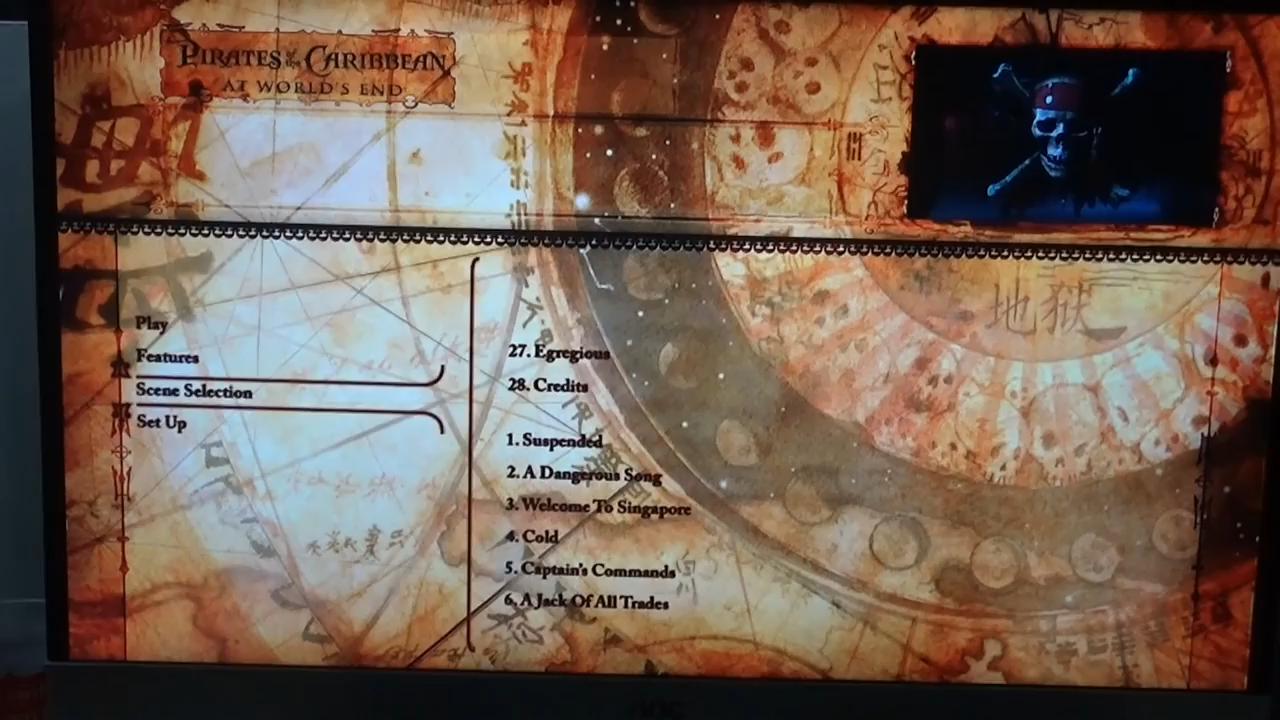 PIRATES of the CARIBBEAN
AT WORLD'S END
地獄
Play
Features
Scene Selection
Set Up
27. Egregious
28. Credits
1. Suspended
2. A Dangerous Song
3. Welcome To Singapore
4. Cold
5. Captain's Commands
6. A Jack Of All Trades